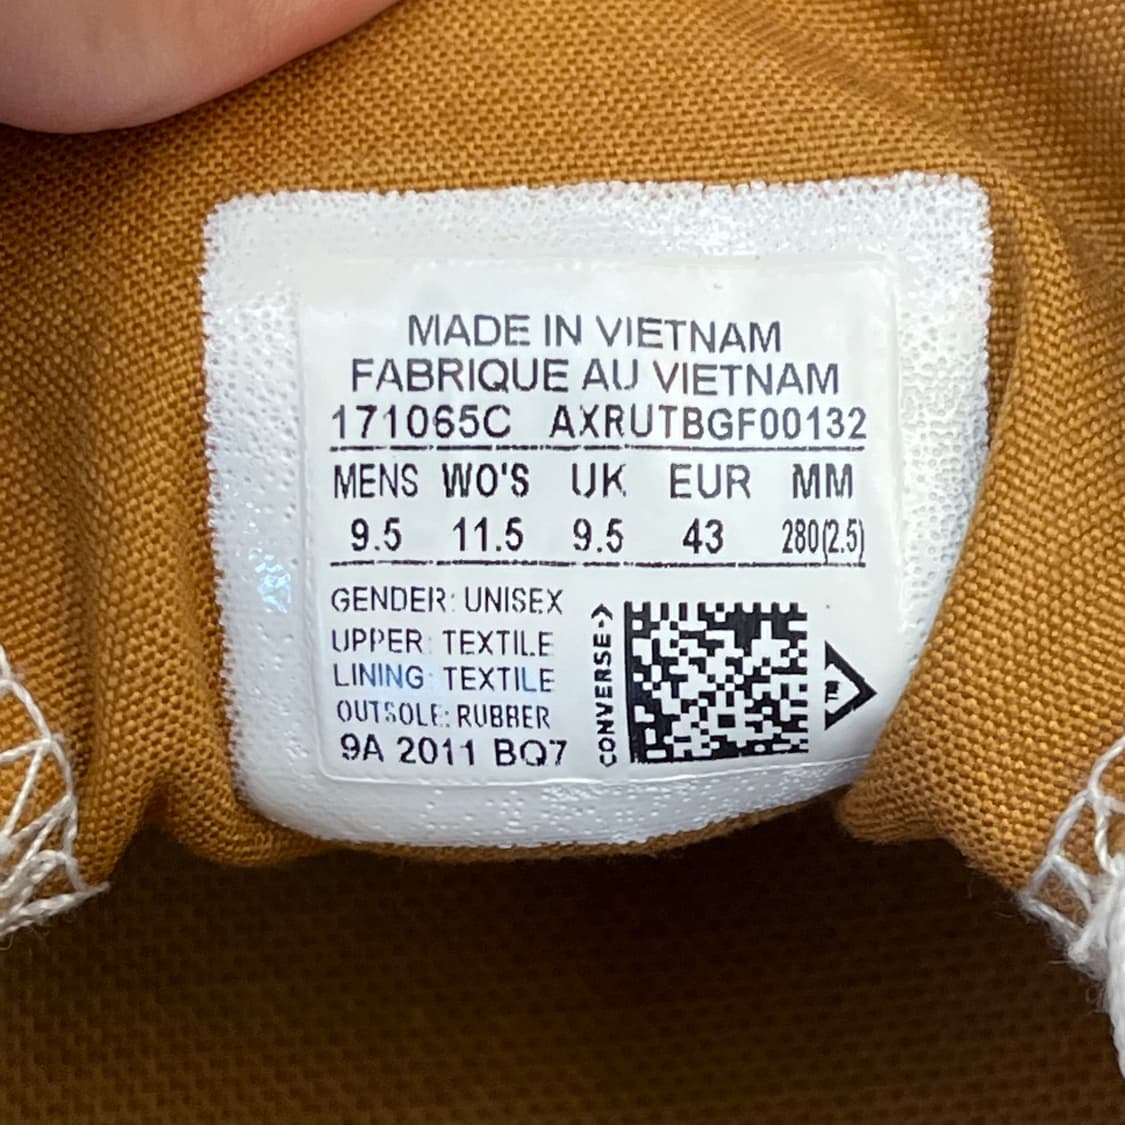 MADE IN VIETNAM
FABRIQUE AU VIETNAM
171065C AXRUTBGF00132
MENS WO'S UK EUR MM
9.5 11.5 9.5 43 280(2.5)
GENDER: UNISEX
UPPER: TEXTILE
LINING: TEXTILE
OUTSOLE: RUBBER
9A 2011 BQ7
CONVERSE->